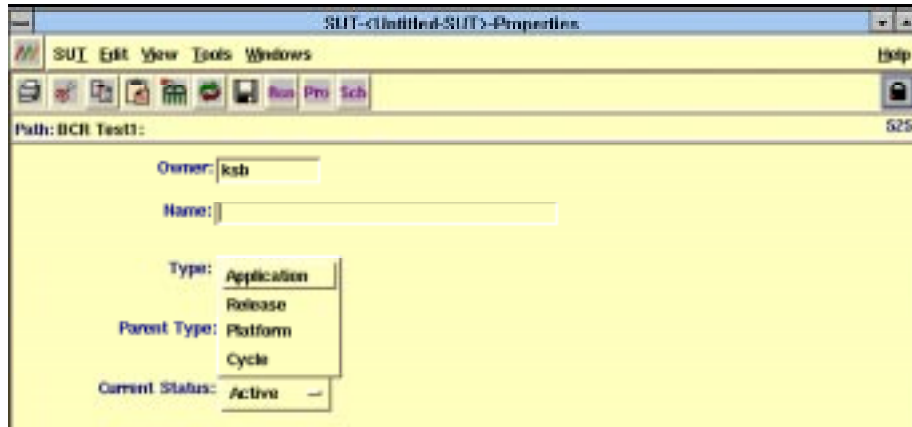 SUT-<Untitled-SUT>-Properties
SUT Edit View Tools Windows Help
Run Pro Sch
Path: BCR Test1: 525
Owner: ksb
Name:
Type: Application
Release
Parent Type: Platform
Cycle
Current Status: Active